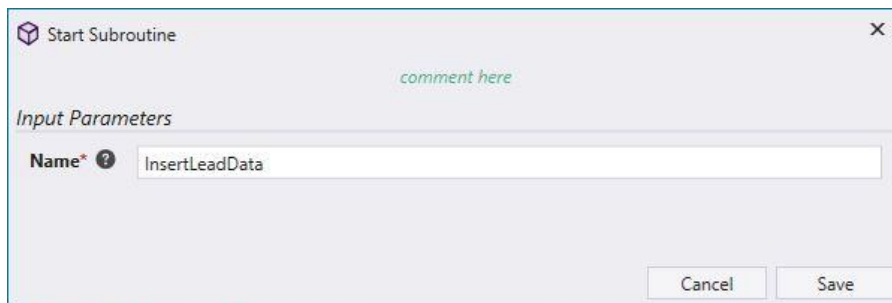 Start Subroutine
comment here
Input Parameters
Name* ? InsertLeadData
Cancel Save